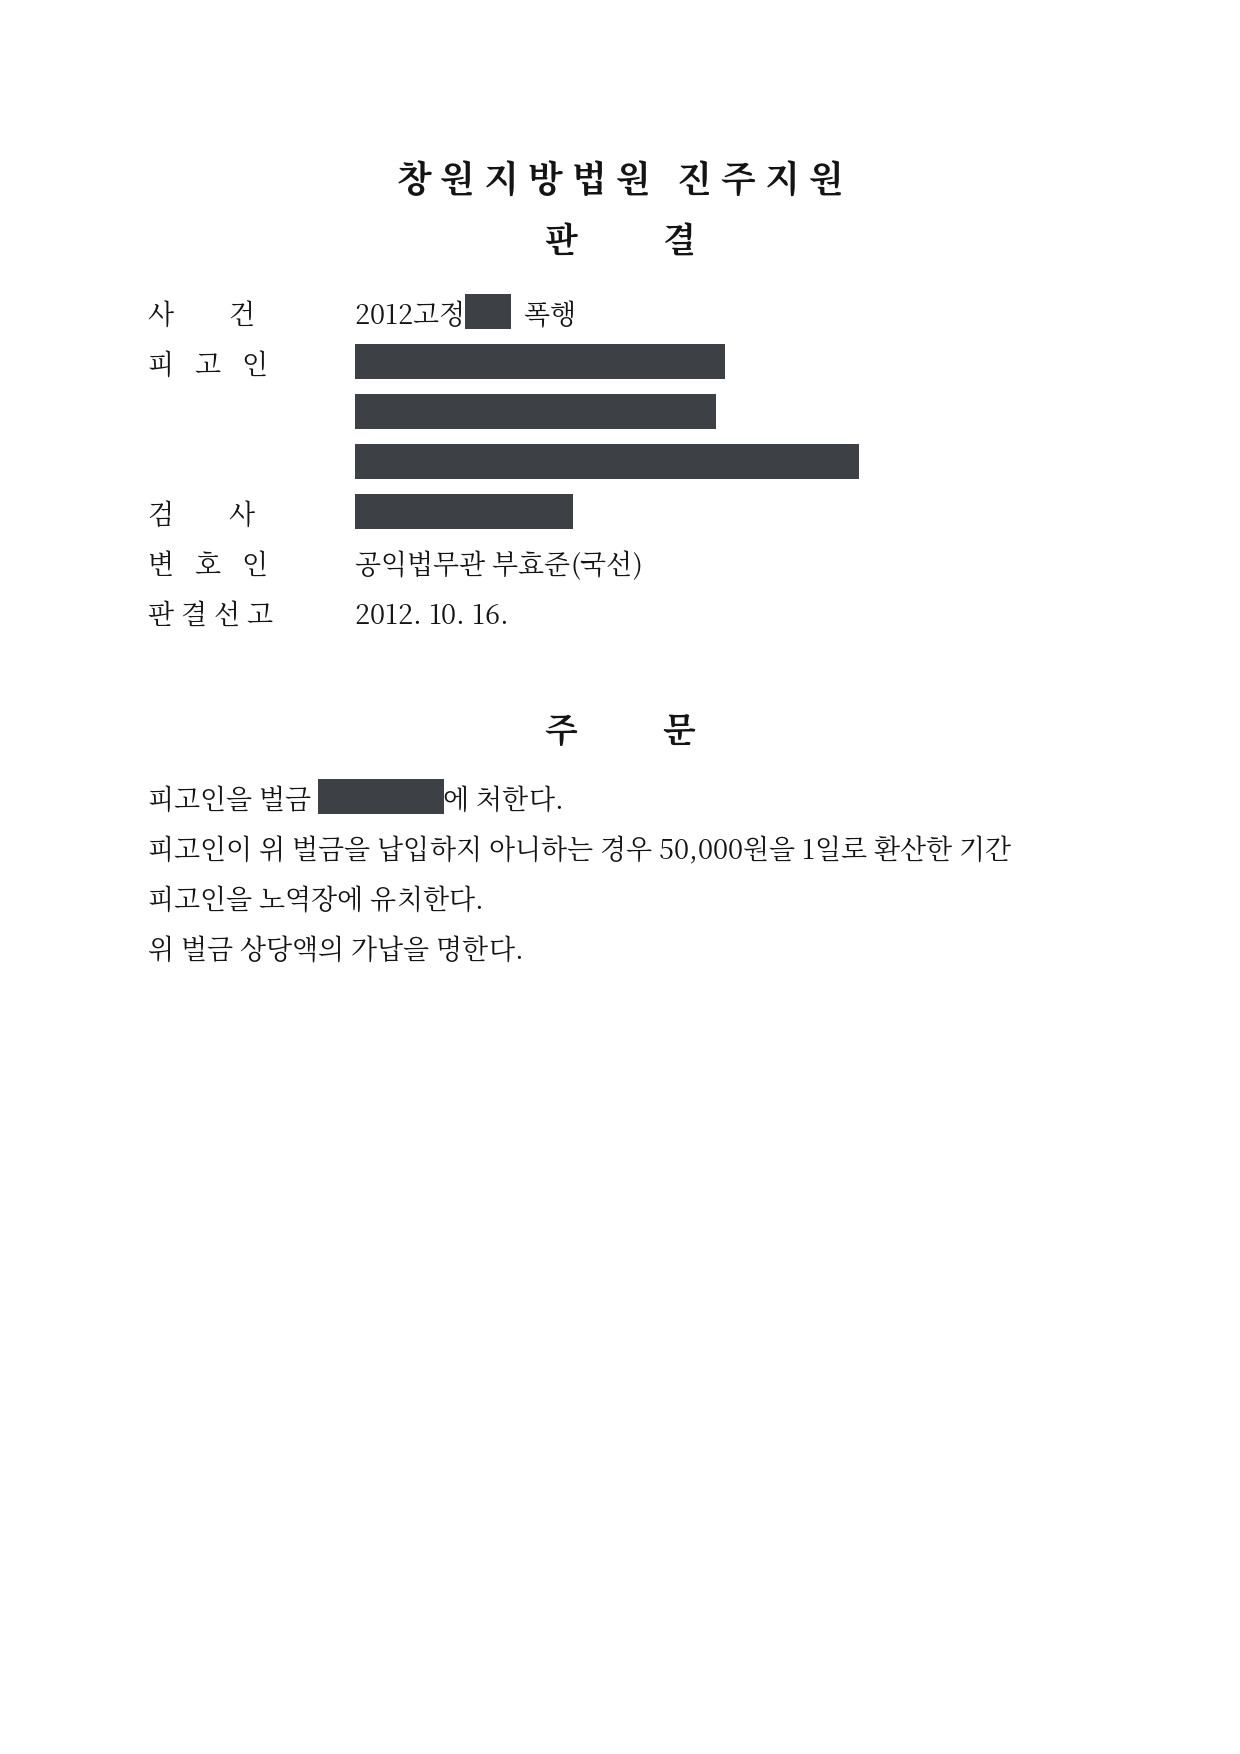 창원지방법원 진주지원
판 결
사 건 2012고정 폭행
피 고 인
검 사
변 호 인 공익법무관 부효준(국선)
판 결 선 고 2012. 10. 16.
주 문
피고인을 벌금 에 처한다.
피고인이 위 벌금을 납입하지 아니하는 경우 50,000원을 1일로 환산한 기간
피고인을 노역장에 유치한다.
위 벌금 상당액의 가납을 명한다.